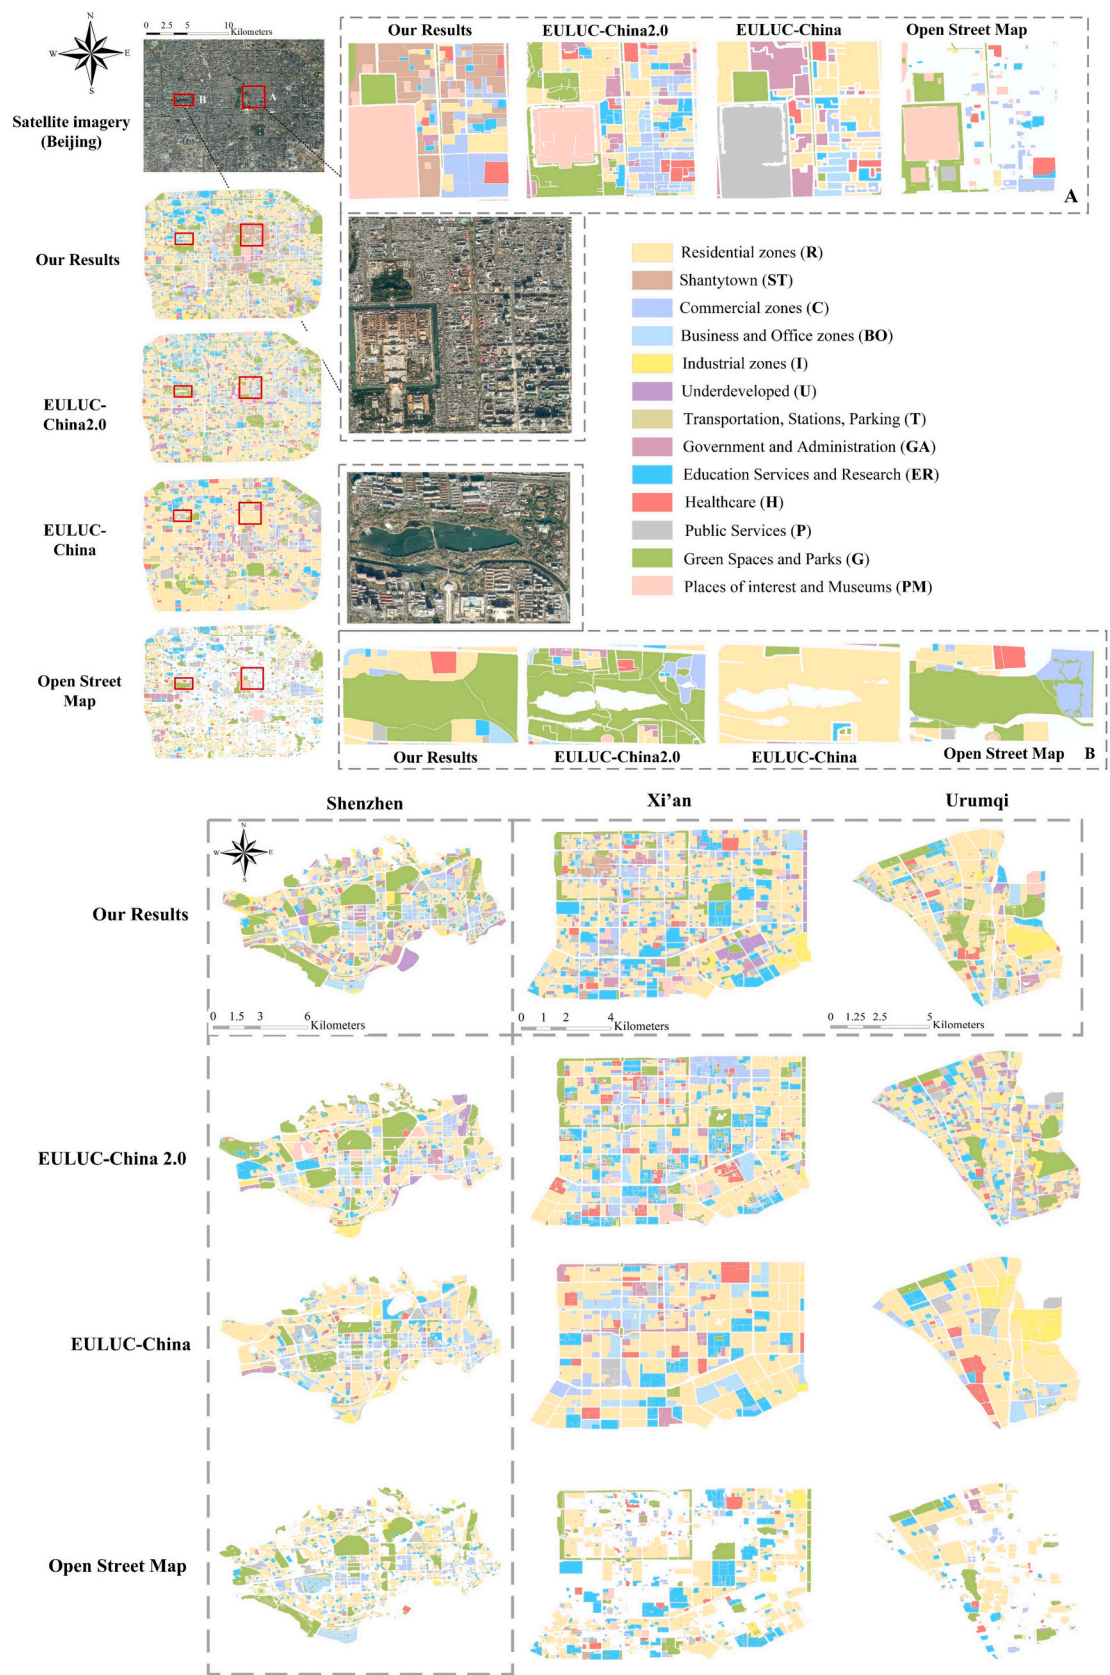 N
W
E
S
0 2.5 5 10
Kilometers
Satellite imagery
(Beijing)
B
A
Our Results
EULUC-China2.0
EULUC-China
Open Street Map
A
Our Results
EULUC-
China2.0
EULUC-
China
Open Street
Map
Residential zones (R)
Shantytown (ST)
Commercial zones (C)
Business and Office zones (BO)
Industrial zones (I)
Underdeveloped (U)
Transportation, Stations, Parking (T)
Government and Administration (GA)
Education Services and Research (ER)
Healthcare (H)
Public Services (P)
Green Spaces and Parks (G)
Places of interest and Museums (PM)
Our Results
EULUC-China2.0
EULUC-China
Open Street Map
B
Shenzhen
Xi’an
Urumqi
N
W
E
S
Our Results
0 1.5 3 6
Kilometers
0 1 2 4
Kilometers
0 1.25 2.5 5
Kilometers
EULUC-China 2.0
EULUC-China
Open Street Map